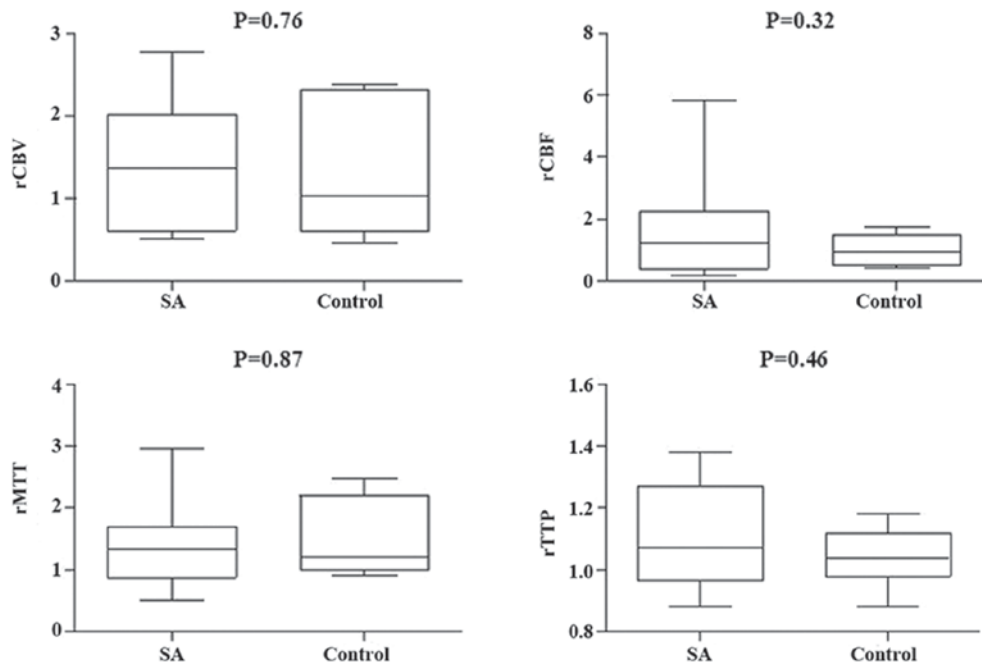 P=0.76
3
2
1
0
rCBV
SA Control
P=0.32
8
6
4
2
0
rCBF
SA Control
P=0.87
4
3
2
1
0
rMTT
SA Control
P=0.46
1.6
1.4
1.2
1.0
0.8
rTTP
SA Control